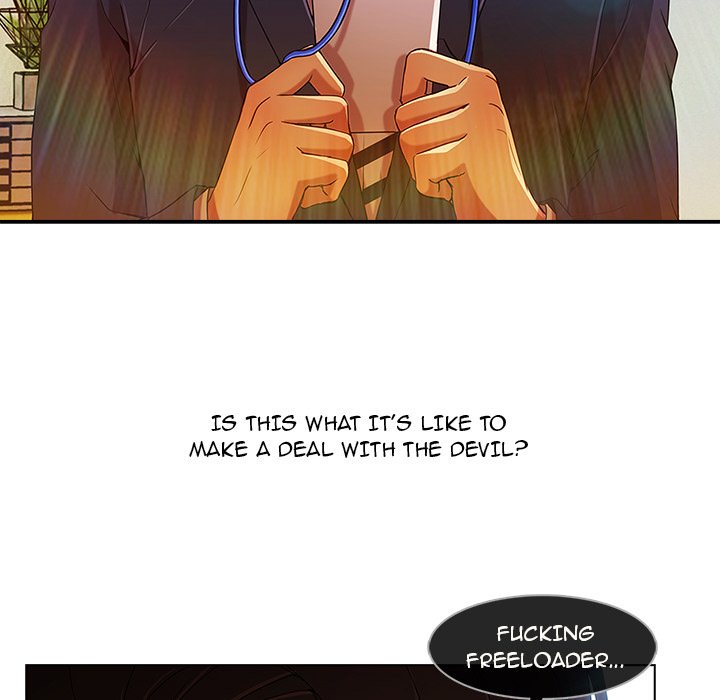 IS THIS WHAT IT'S LIKE TO
MAKE A DEAL WITH THE DEVIL?
FUCKING
FREELOADER...